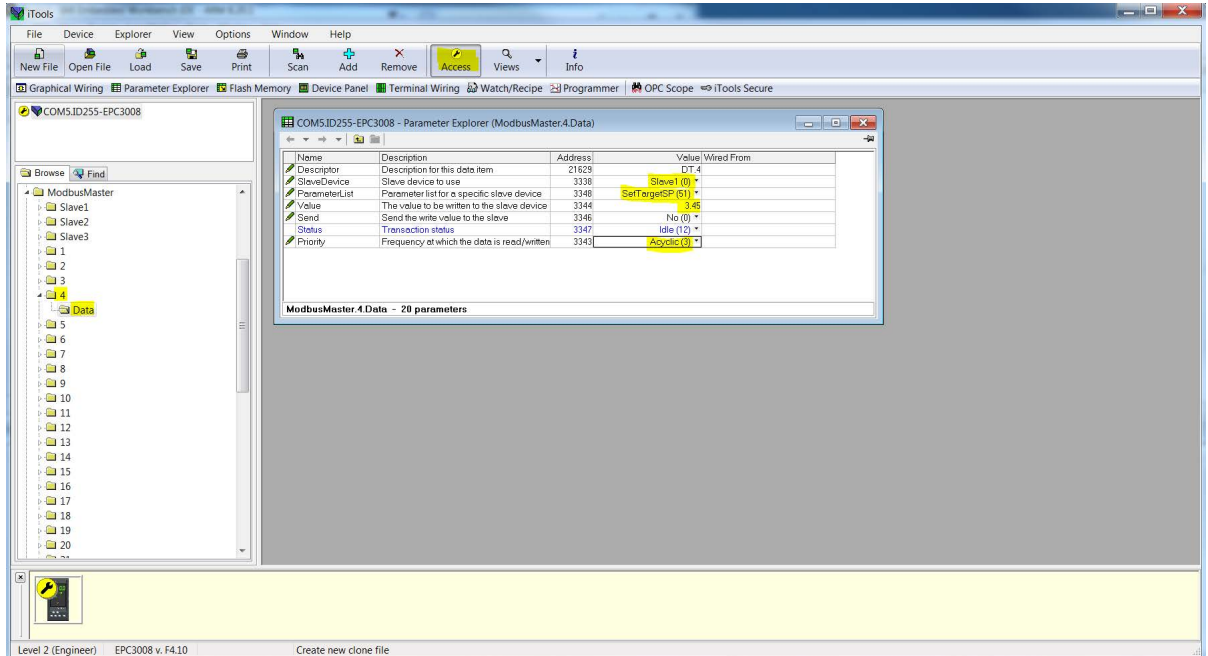 iTools
File Device Explorer View Options Window Help
New File Open File Load Save Print Scan Add Remove Access Views Info
Graphical Wiring Parameter Explorer Flash Memory Device Panel Terminal Wiring Watch/Recipe Programmer OPC Scope iTools Secure
COM5.ID255-EPC3008
COM5.ID255-EPC3008 - Parameter Explorer (ModbusMaster.4.Data)
Name Description Address Value Wired From
Descriptor Description for this data item 21629 DT.4
SlaveDevice Slave device to use 3338 Slave1 (0)
ParameterList Parameter list for a specific slave device 3348 SetTargetSP (51)
Value The value to be written to the slave device 3344 3.45
Send Send the write value to the slave 3346 No (0)
Status Transaction status 3347 Idle (12)
Priority Frequency at which the data is read/written 3343 Acyclic (3)
ModbusMaster.4.Data - 20 parameters
Browse Find
ModbusMaster
Slave1
Slave2
Slave3
1
2
3
4
Data
5
6
7
8
9
10
11
12
13
14
15
16
17
18
19
20
Level 2 (Engineer) EPC3008 v. F4.10 Create new clone file